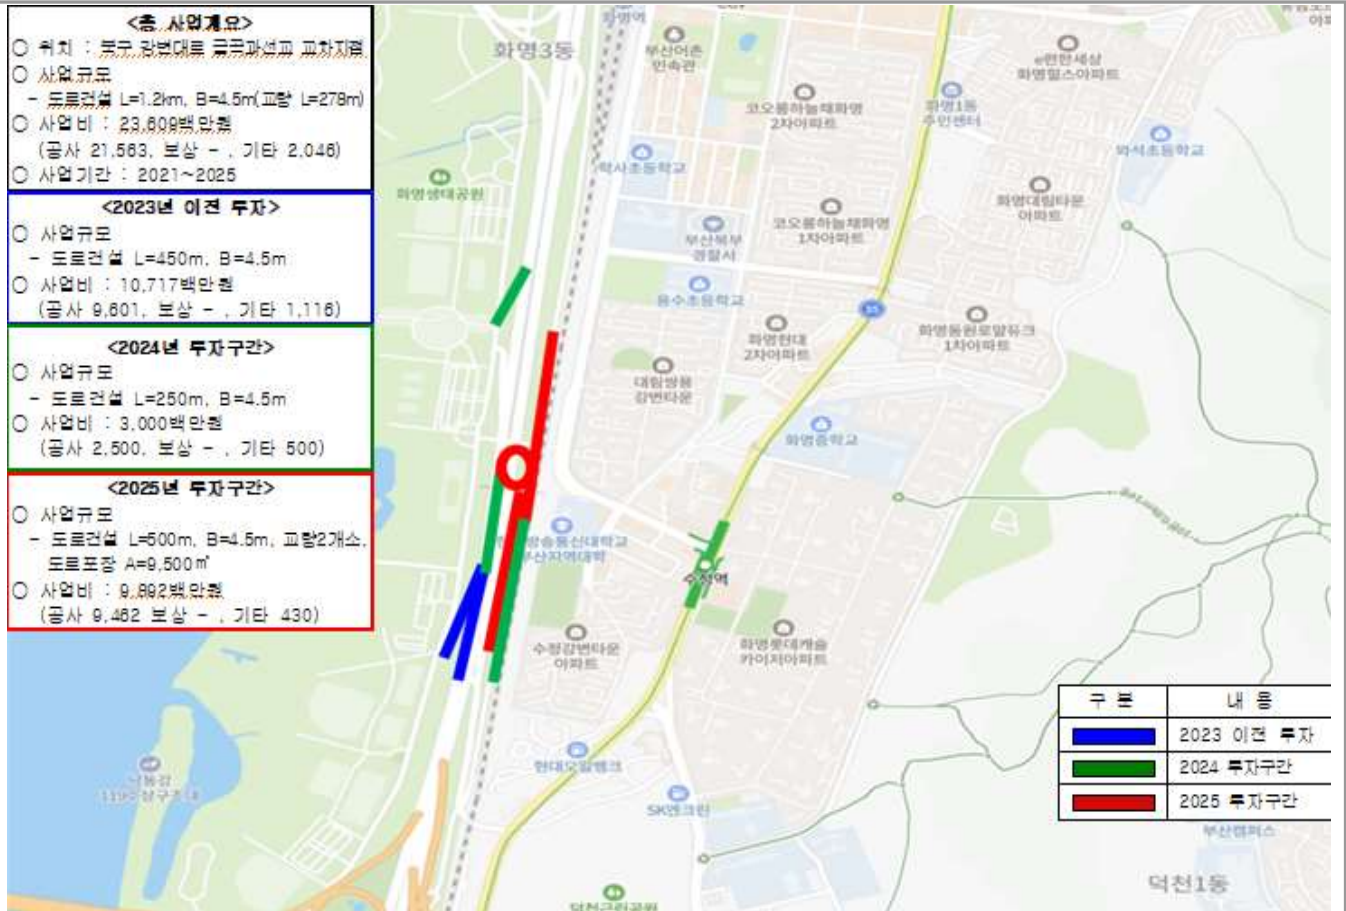 <총 사업개요>
○ 위치 : 북구 강변대로 금곡과선교 교차지점
○ 사업규모
- 도로건설 L=1.2km, B=4.5m(교량 L=278m)
○ 사업비 : 23,609백만원
(공사 21,563, 보상 - , 기타 2,046)
○ 사업기간 : 2021~2025
<2023년 이전 투자>
○ 사업규모
- 도로건설 L=450m, B=4.5m
○ 사업비 : 10,717백만원
(공사 9,601, 보상 - , 기타 1,116)
<2024년 투자구간>
○ 사업규모
- 도로건설 L=250m, B=4.5m
○ 사업비 : 3,000백만원
(공사 2,500, 보상 - , 기타 500)
<2025년 투자구간>
○ 사업규모
- 도로건설 L=500m, B=4.5m, 교량2개소,
도로포장 A=9,500㎡
○ 사업비 : 9,892백만원
(공사 9,462 보상 - , 기타 430)
화명역
화명3동
부산어촌
민속관
e편한세상
화명힐스아파트
코오롱하늘채화명
2차아파트
화명1동
주민센터
와석초등학교
학사초등학교
화명생태공원
화명대림타운
아파트
코오롱하늘채화명
1차아파트
부산북부
경찰서
용수초등학교
화명현대
2차아파트
화명동원로얄듀크
1차아파트
대림쌍용
강변타운
화명중학교
방송통신대학교
부산지역대학
수정역
수정강변타운
아파트
화명롯데캐슬
카이저아파트
현대오일뱅크
SK엔크린
낙동강
덕천근린공원
부산캠퍼스
덕천1동
구 분 내 용
2023 이전 투자
2024 투자구간
2025 투자구간